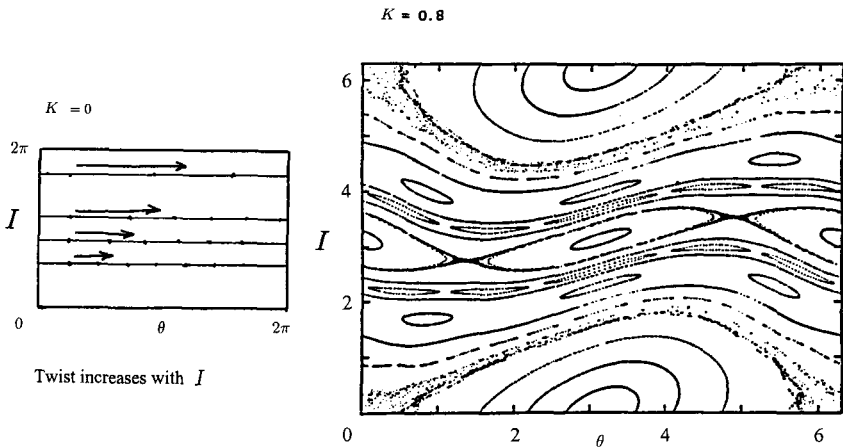 K = 0.8
K = 0
2π
I
0
θ
2π
Twist increases with I
6
4
I
2
0
2
θ
4
6